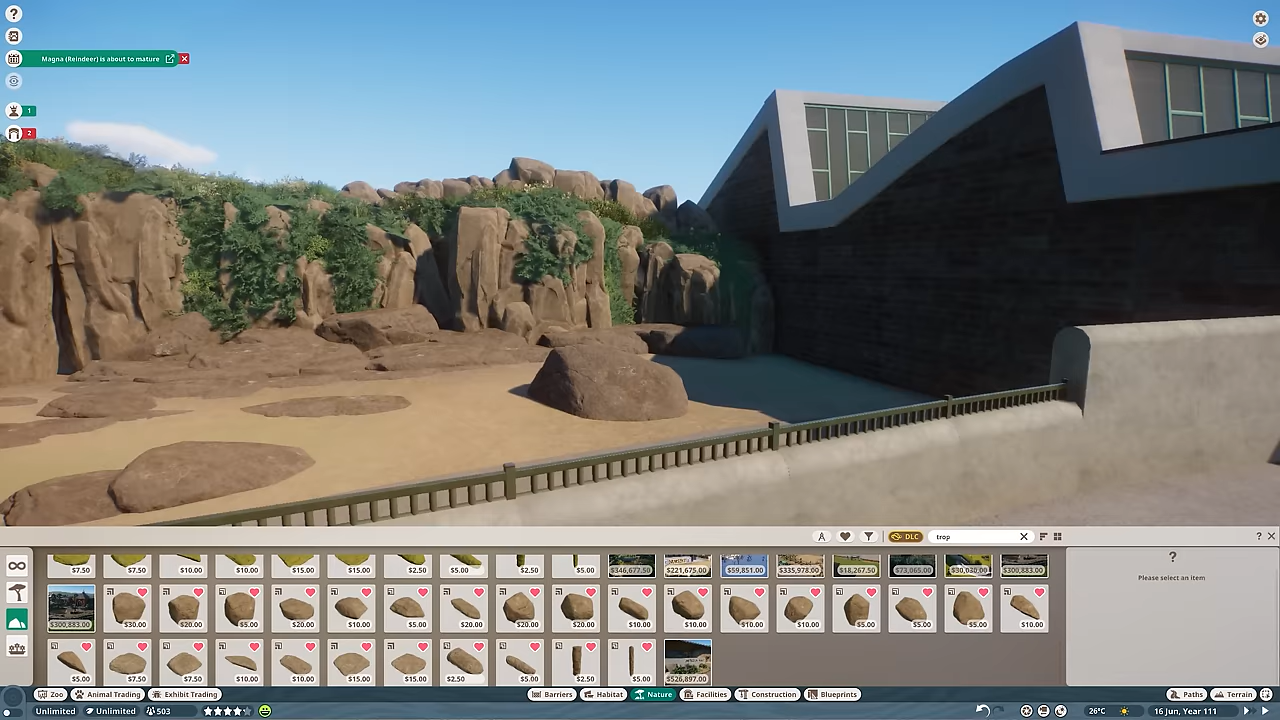 Magna (Reindeer) is about to mature
1
2
DLC
trop
?
Please select an item
$7.50 $7.50 $10.00 $10.00 $15.00 $15.00 $2.50 $5.00 $2.50 $5.00 $346,677.50 $221,675.00 $59,851.00 $335,978.00 $18,267.50 $73,065.00 $30,030.00 $300,883.00
$300,883.00 $30.00 $20.00 $5.00 $20.00 $10.00 $5.00 $20.00 $20.00 $20.00 $10.00 $10.00 $10.00 $10.00 $5.00 $5.00 $5.00 $10.00
$5.00 $7.50 $7.50 $10.00 $10.00 $15.00 $15.00 $2.50 $5.00 $2.50 $5.00 $526,897.00
Zoo Animal Trading Exhibit Trading Barriers Habitat Nature Facilities Construction Blueprints Paths Terrain
Unlimited Unlimited 503 26°C 16 Jun, Year 111